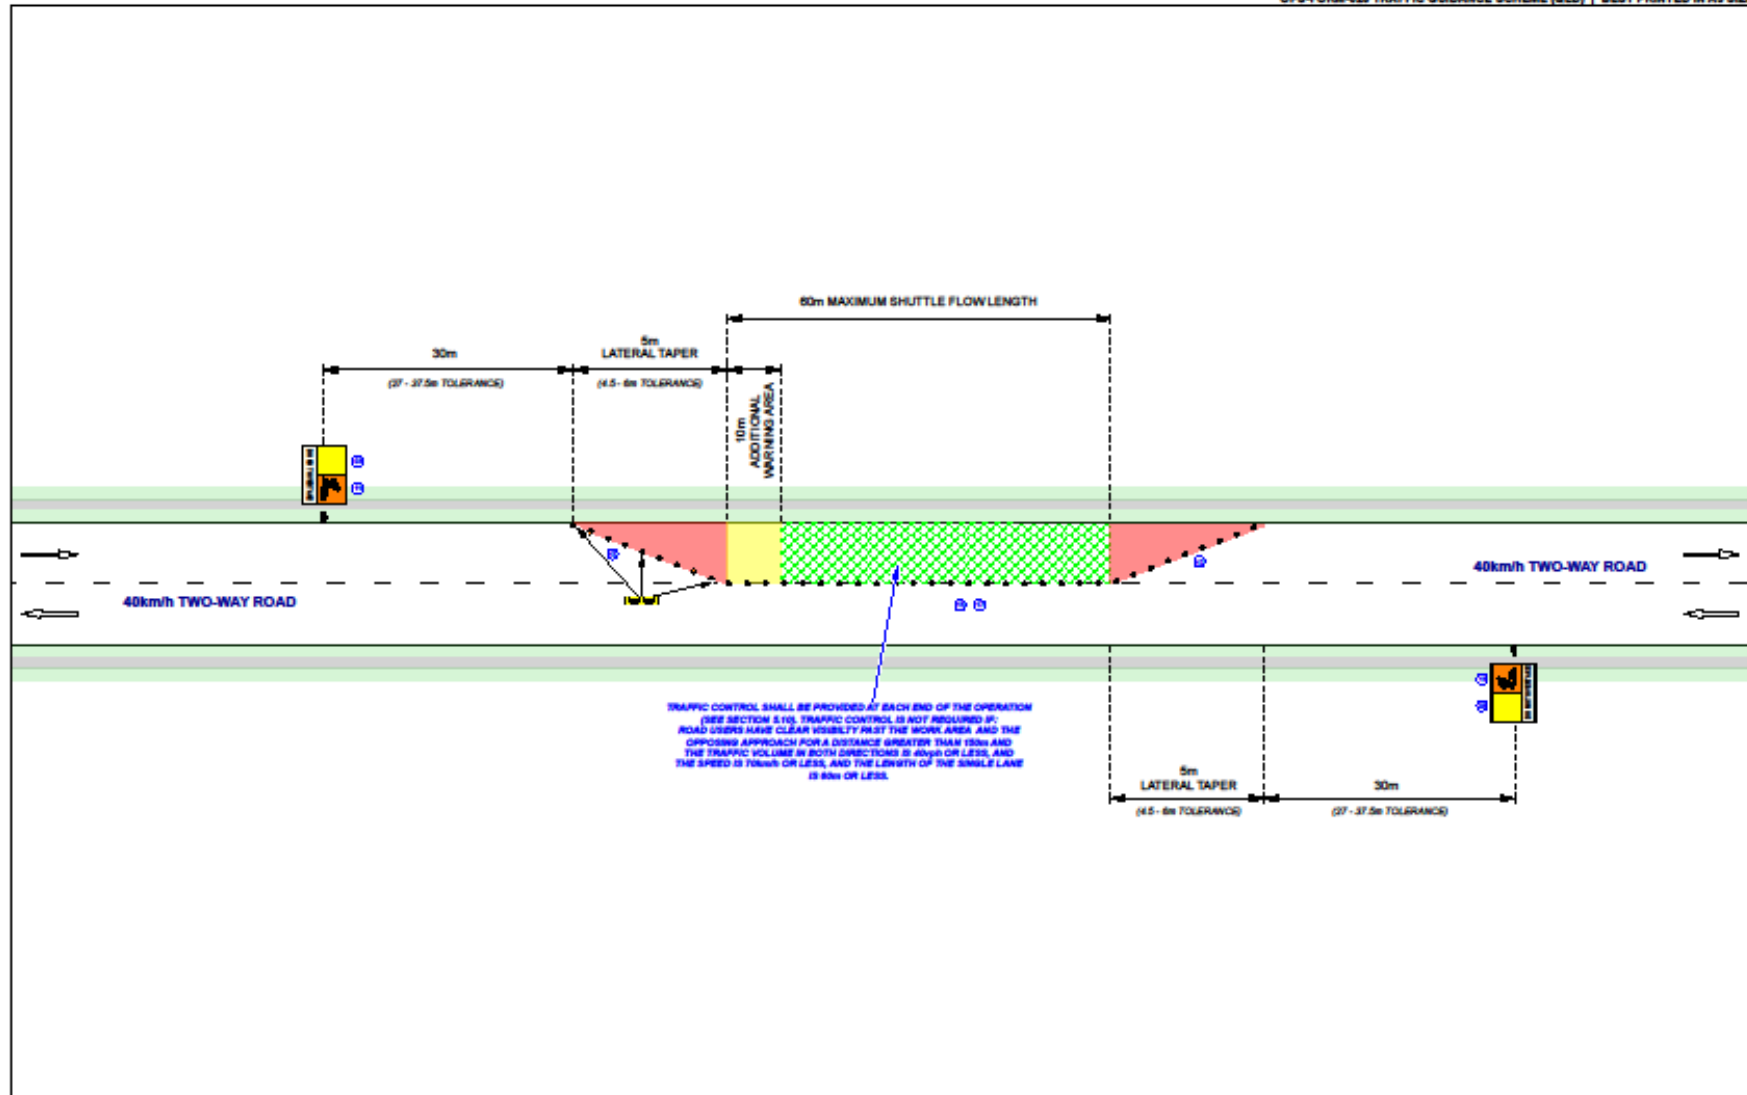 60m MAXIMUM SHUTTLE FLOW LENGTH
30m
(27 - 37.5m TOLERANCE)
5m
LATERAL TAPER
(4.5 - 6m TOLERANCE)
10m
ADDITIONAL
WARNING AREA
40km/h TWO-WAY ROAD
40km/h TWO-WAY ROAD
TRAFFIC CONTROL SHALL BE PROVIDED AT EACH END OF THE OPERATION
(SEE SECTION 5.10). TRAFFIC CONTROL IS NOT REQUIRED IF:
ROAD USERS HAVE CLEAR VISIBILTY PAST THE WORK AREA AND THE
OPPOSING APPROACH FOR A DISTANCE GREATER THAN 150m AND
THE TRAFFIC VOLUME IN BOTH DIRECTIONS IS 40vph OR LESS, AND
THE SPEED IS 70km/h OR LESS, AND THE LENGTH OF THE SINGLE LANE
IS 60m OR LESS.
5m
LATERAL TAPER
(4.5 - 6m TOLERANCE)
30m
(27 - 37.5m TOLERANCE)